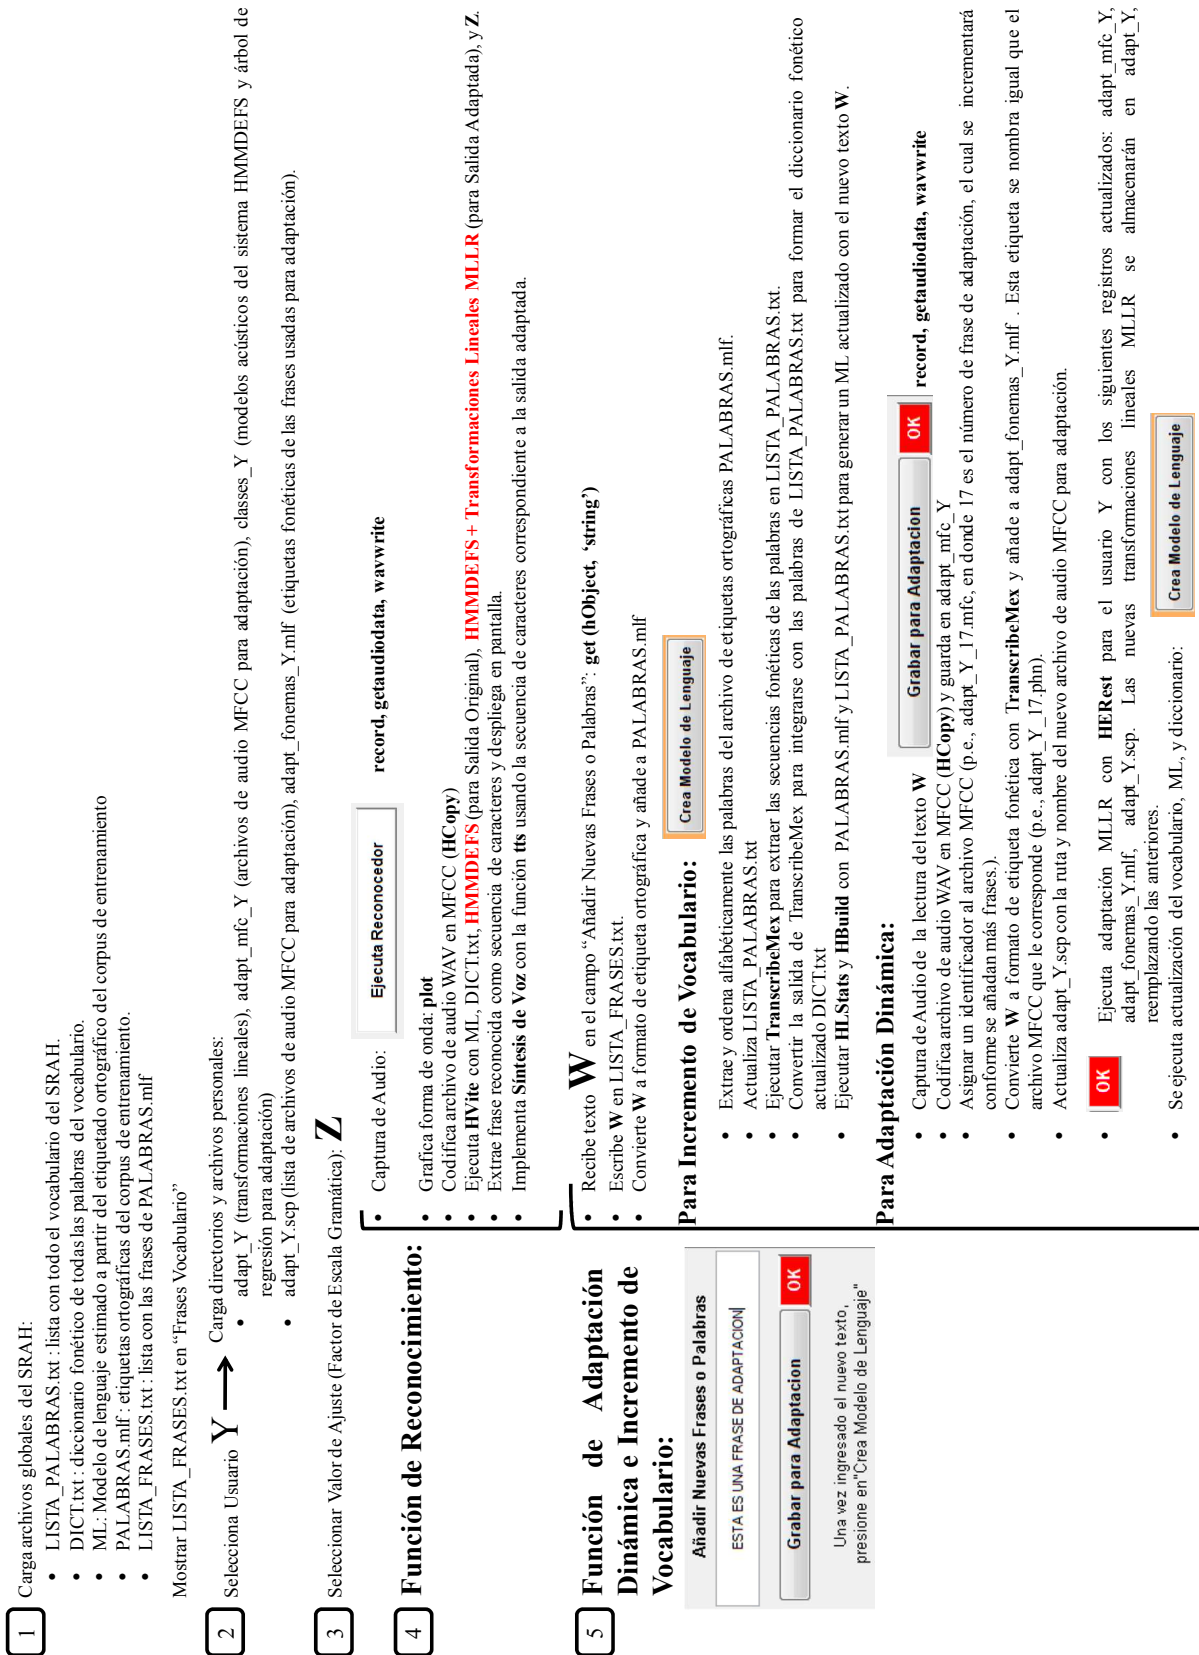 1
Carga archivos globales del SRAH:
• LISTA_PALABRAS.txt : lista con todo el vocabulario del SRAH.
• DICT.txt : diccionario fonético de todas las palabras del vocabulario.
• ML: Modelo de lenguaje estimado a partir del etiquetado ortográfico del corpus de entrenamiento
• PALABRAS.mlf : etiquetas ortográficas del corpus de entrenamiento.
• LISTA_FRASES.txt : lista con las frases de PALABRAS.mlf
Mostrar LISTA_FRASES.txt en “Frases Vocabulario”
2
Selecciona Usuario Y → Carga directorios y archivos personales:
• adapt_Y (transformaciones lineales), adapt_mfc_Y (archivos de audio MFCC para adaptación), classes_Y (modelos acústicos del sistema HMMDEFS y árbol de
regresión para adaptación)
• adapt_Y.scp (lista de archivos de audio MFCC para adaptación), adapt_fonemas_Y.mlf (etiquetas fonéticas de las frases usadas para adaptación).
3
Seleccionar Valor de Ajuste (Factor de Escala Gramática): Z
4
Función de Reconocimiento:
• Captura de Audio: Ejecuta Reconocedor record, getaudiodata, wavwrite
• Grafica forma de onda: plot
• Codifica archivo de audio WAV en MFCC (HCopy)
• Ejecuta HVite con ML, DICT.txt, HMMDEFS (para Salida Original), HMMDEFS + Transformaciones Lineales MLLR (para Salida Adaptada), y Z.
• Extrae frase reconocida como secuencia de caracteres y despliega en pantalla.
• Implementa Síntesis de Voz con la función tts usando la secuencia de caracteres correspondiente a la salida adaptada.
5
Función de Adaptación
Dinámica e Incremento de
Vocabulario:
Añadir Nuevas Frases o Palabras
ESTA ES UNA FRASE DE ADAPTACION
Grabar para Adaptacion OK
Una vez ingresado el nuevo texto,
presione en"Crea Modelo de Lenguaje"
• Recibe texto W en el campo “Añadir Nuevas Frases o Palabras”: get (hObject, ‘string’)
• Escribe W en LISTA_FRASES.txt.
• Convierte W a formato de etiqueta ortográfica y añade a PALABRAS.mlf
Para Incremento de Vocabulario: Crea Modelo de Lenguaje
• Extrae y ordena alfabéticamente las palabras del archivo de etiquetas ortográficas PALABRAS.mlf.
• Actualiza LISTA_PALABRAS.txt
• Ejecutar TranscribeMex para extraer las secuencias fonéticas de las palabras en LISTA_PALABRAS.txt.
• Convertir la salida de TranscribeMex para integrarse con las palabras de LISTA_PALABRAS.txt para formar el diccionario fonético
actualizado DICT.txt
• Ejecutar HLStats y HBuild con PALABRAS.mlf y LISTA_PALABRAS.txt para generar un ML actualizado con el nuevo texto W.
Para Adaptación Dinámica:
• Captura de Audio de la lectura del texto W Grabar para Adaptacion OK record, getaudiodata, wavwrite
• Codifica archivo de audio WAV en MFCC (HCopy) y guarda en adapt_mfc_Y
• Asignar un identificador al archivo MFCC (p.e., adapt_Y_17.mfc, en donde 17 es el número de frase de adaptación, el cual se incrementará
conforme se añadan más frases.).
• Convierte W a formato de etiqueta fonética con TranscribeMex y añade a adapt_fonemas_Y.mlf . Esta etiqueta se nombra igual que el
archivo MFCC que le corresponde (p.e., adapt_Y_17.phn).
• Actualiza adapt_Y.scp con la ruta y nombre del nuevo archivo de audio MFCC para adaptación.
• OK Ejecuta adaptación MLLR con HERest para el usuario Y con los siguientes registros actualizados: adapt_mfc_Y,
adapt_fonemas_Y.mlf, adapt_Y.scp. Las nuevas transformaciones lineales MLLR se almacenarán en adapt_Y,
reemplazando las anteriores.
• Se ejecuta actualización del vocabulario, ML, y diccionario: Crea Modelo de Lenguaje